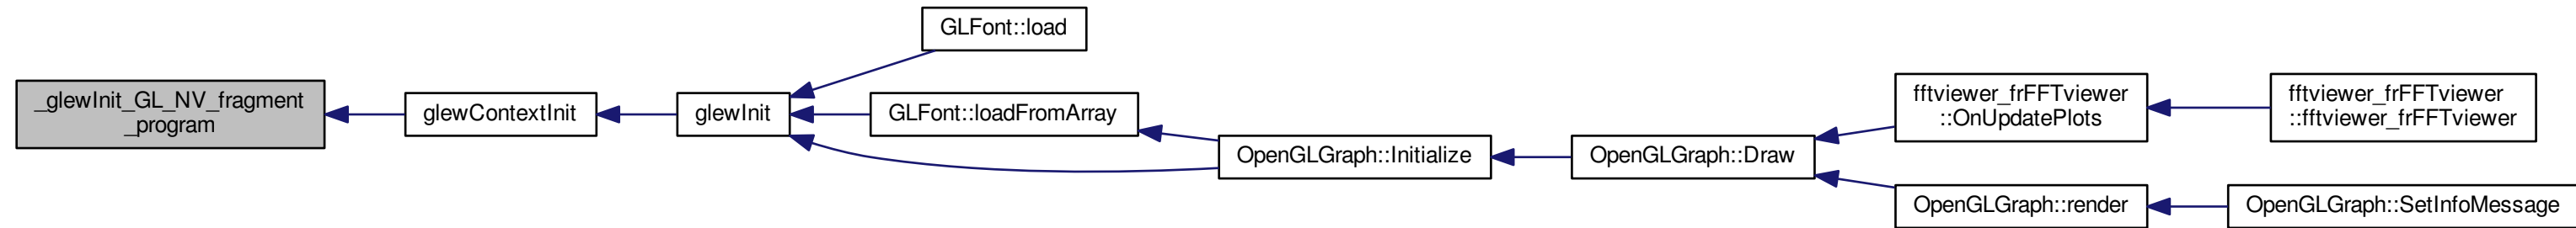 _glewInit_GL_NV_fragment
_program
glewContextInit
glewInit
GLFont::load
GLFont::loadFromArray
OpenGLGraph::Initialize
OpenGLGraph::Draw
fftviewer_frFFTviewer
::OnUpdatePlots
OpenGLGraph::render
fftviewer_frFFTviewer
::fftviewer_frFFTviewer
OpenGLGraph::SetInfoMessage